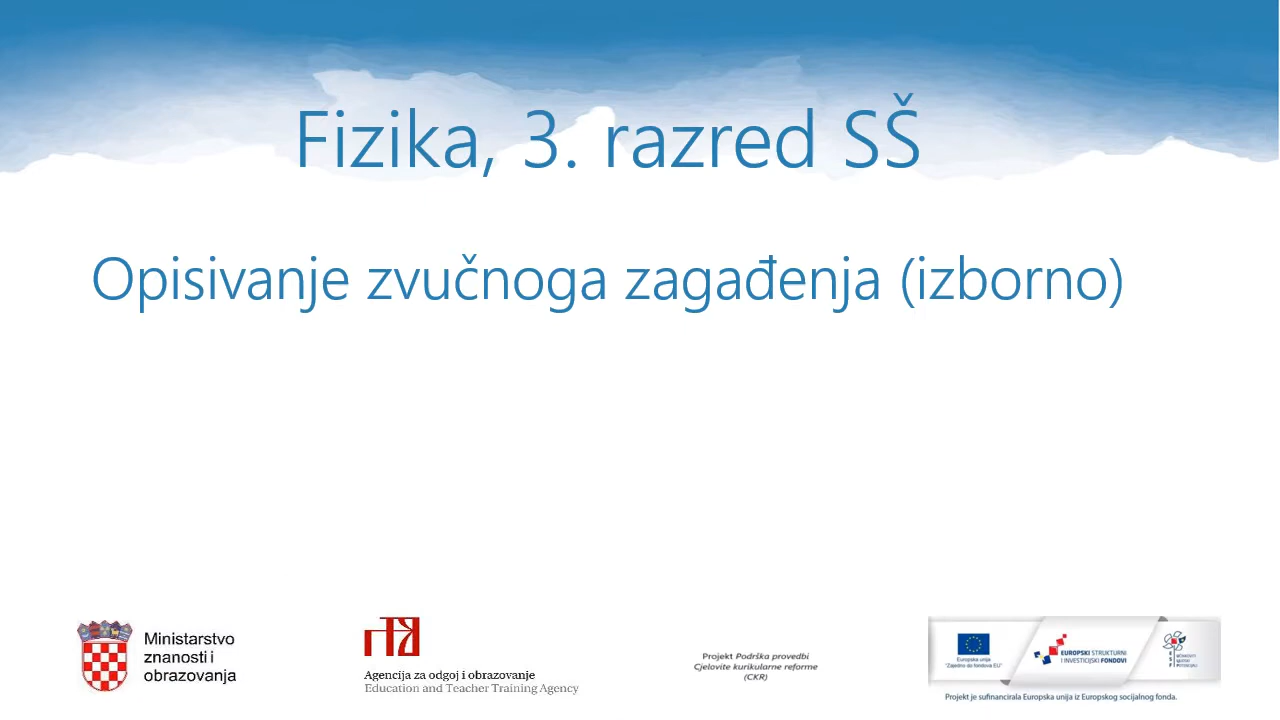 Fizika, 3. razred SŠ
Opisivanje zvučnoga zagađenja (izborno)
Ministarstvo
znanosti i
obrazovanja
Agencija za odgoj i obrazovanje
Education and Teacher Training Agency
Projekt Podrška provedbi
Cjelovite kurikularne reforme
(CKR)
Europska unija
"Zajedno do fondova EU"
EUROPSKI STRUKTURNI
I INVESTICIJSKI FONDOVI
Projekt je sufinancirala Europska unija iz Europskog socijalnog fonda.